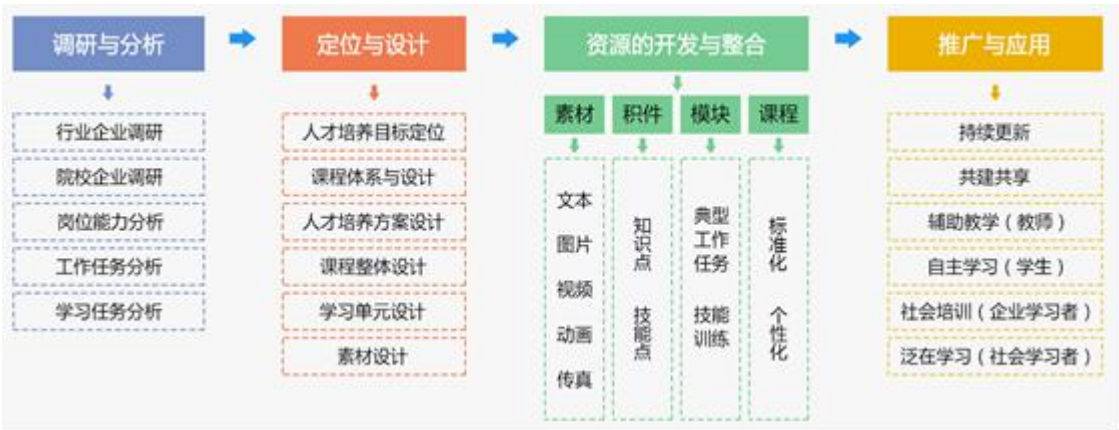 调研与分析
行业企业调研
院校企业调研
岗位能力分析
工作任务分析
学习任务分析
定位与设计
人才培养目标定位
课程体系与设计
人才培养方案设计
课程整体设计
学习单元设计
素材设计
资源的开发与整合
素材
文本
图片
视频
动画
传真
积件
知识点
技能点
模块
典型
工作
任务
技能
训练
课程
标准化
个性化
推广与应用
持续更新
共建共享
辅助教学（教师）
自主学习（学生）
社会培训（企业学习者）
泛在学习（社会学习者）